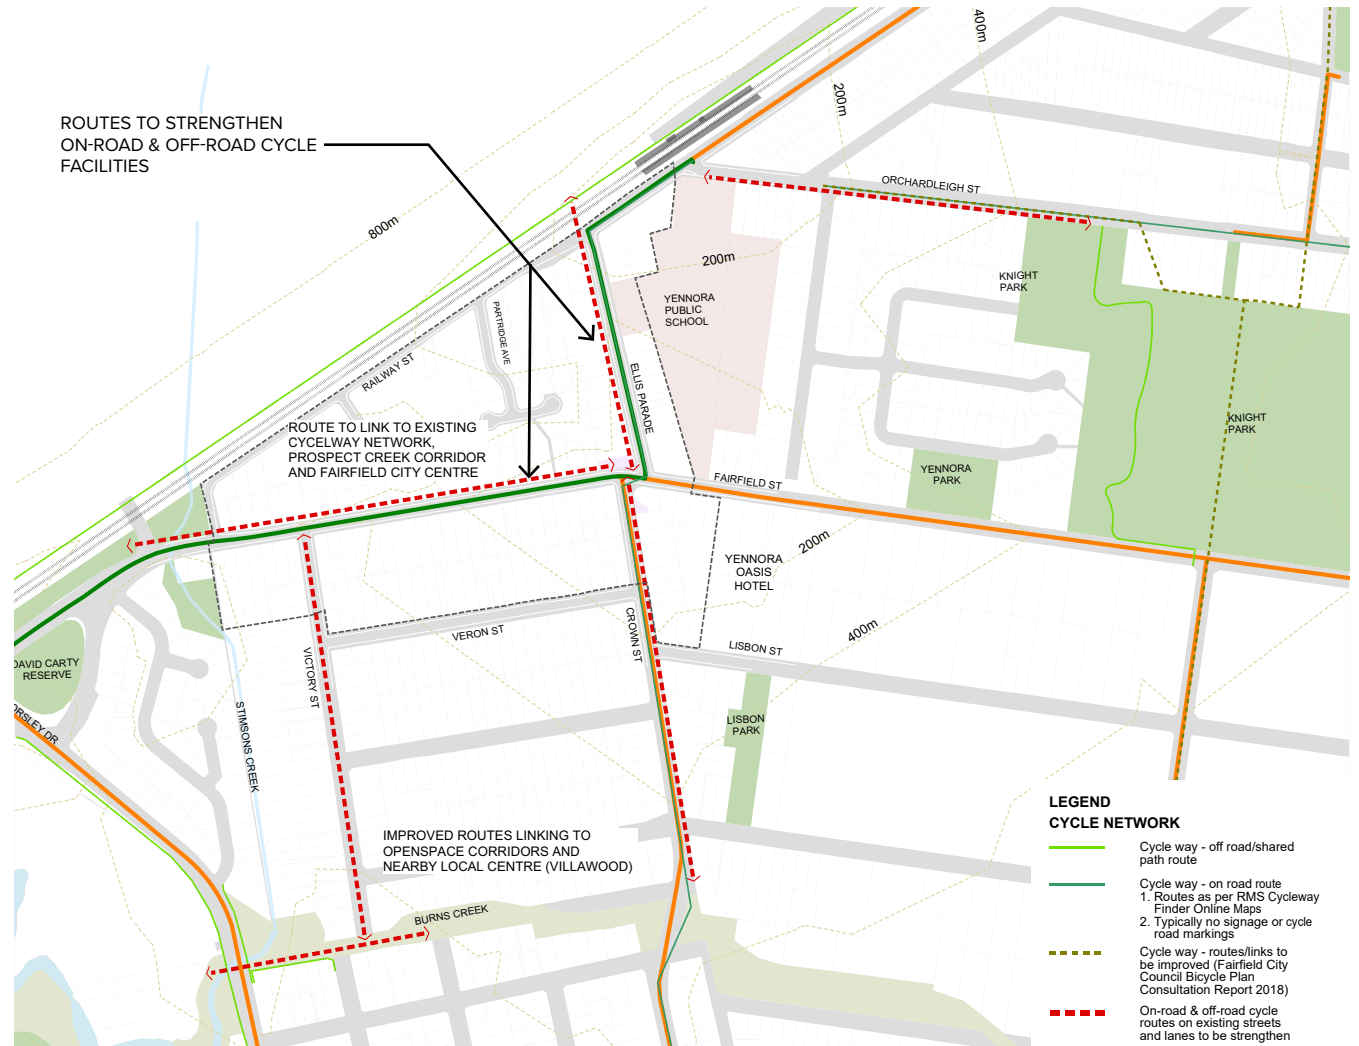 ROUTES TO STRENGTHEN
ON-ROAD & OFF-ROAD CYCLE
FACILITIES
400m
200m
800m
ORCHARDLEIGH ST
200m
KNIGHT
PARK
YENNORA
PUBLIC
SCHOOL
PARTRIDGE AVE
RAILWAY ST
ELLIS PARADE
ROUTE TO LINK TO EXISTING
CYCELWAY NETWORK,
PROSPECT CREEK CORRIDOR
AND FAIRFIELD CITY CENTRE
KNIGHT
PARK
YENNORA
PARK
FAIRFIELD ST
200m
YENNORA
OASIS
HOTEL
400m
VERON ST
CROWN ST
LISBON ST
VICTORY ST
DAVID CARTY
RESERVE
ORSLEY DR
STIMSONS CREEK
LISBON
PARK
IMPROVED ROUTES LINKING TO
OPENSPACE CORRIDORS AND
NEARBY LOCAL CENTRE (VILLAWOOD)
BURNS CREEK
LEGEND
CYCLE NETWORK
Cycle way - off road/shared
path route
Cycle way - on road route
1. Routes as per RMS Cycleway
Finder Online Maps
2. Typically no signage or cycle
road markings
Cycle way - routes/links to
be improved (Fairfield City
Council Bicycle Plan
Consultation Report 2018)
On-road & off-road cycle
routes on existing streets
and lanes to be strengthen